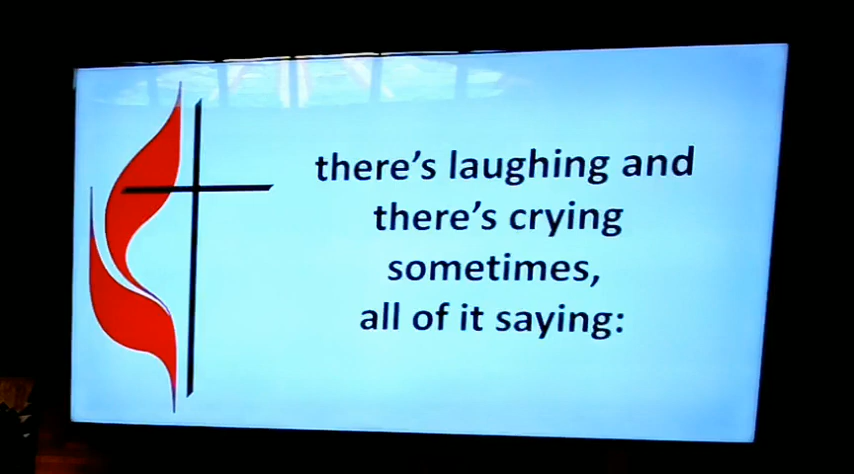 there’s laughing and
there’s crying
sometimes,
all of it saying: